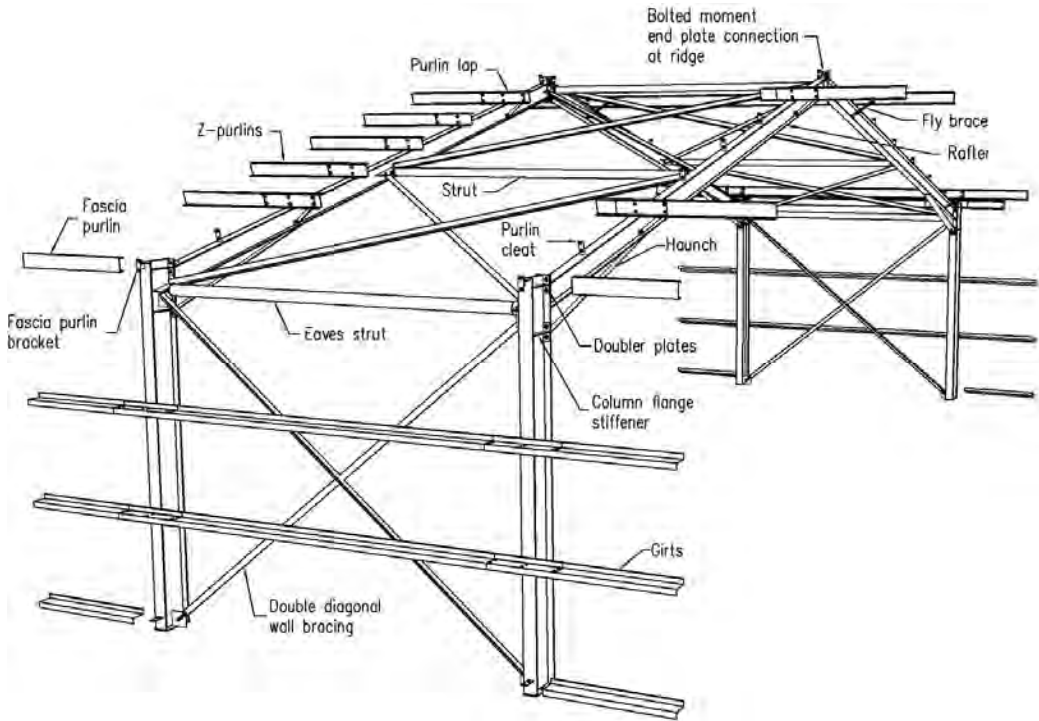 Bolted moment
end plate connection
at ridge
Purlin lap
Z-purlins
Fly brace
Rafter
Strut
Fascia
purlin
Purlin
cleat
Haunch
Fascia purlin
bracket
Eaves strut
Doubler plates
Column flange
stiffener
Girts
Double diagonal
wall bracing